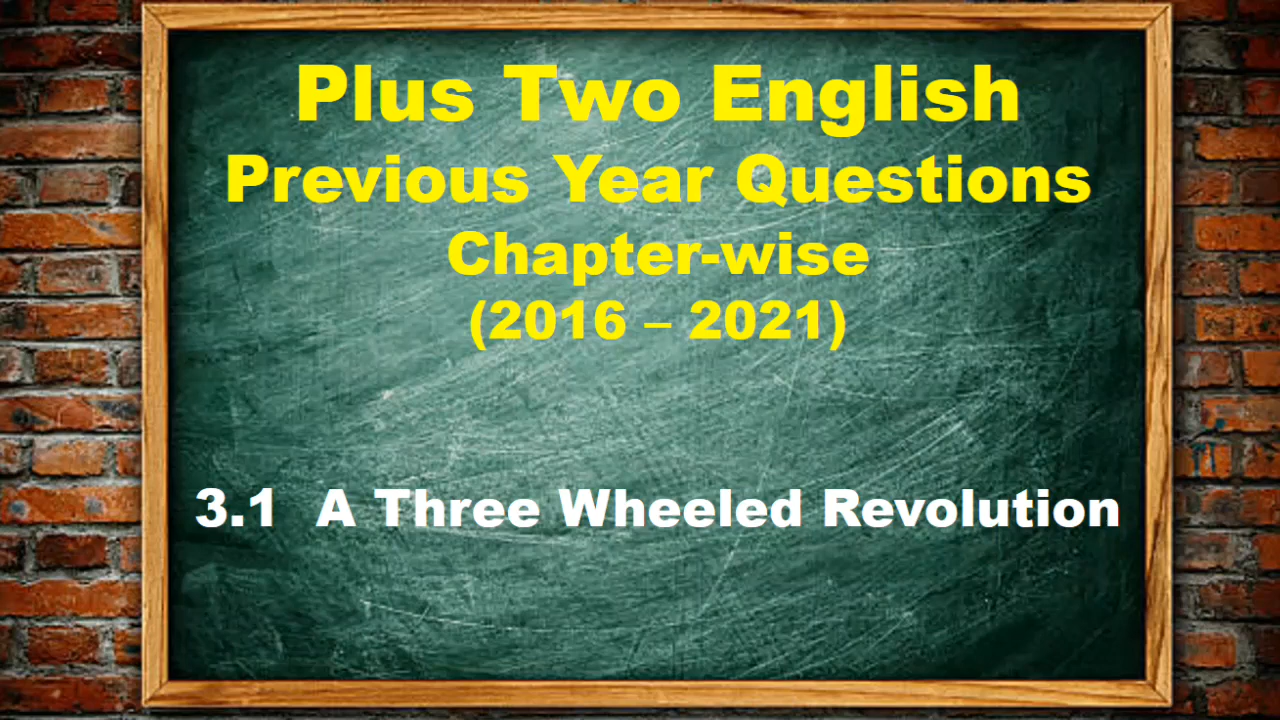 Plus Two English
Previous Year Questions
Chapter-wise
(2016 – 2021)
3.1 A Three Wheeled Revolution